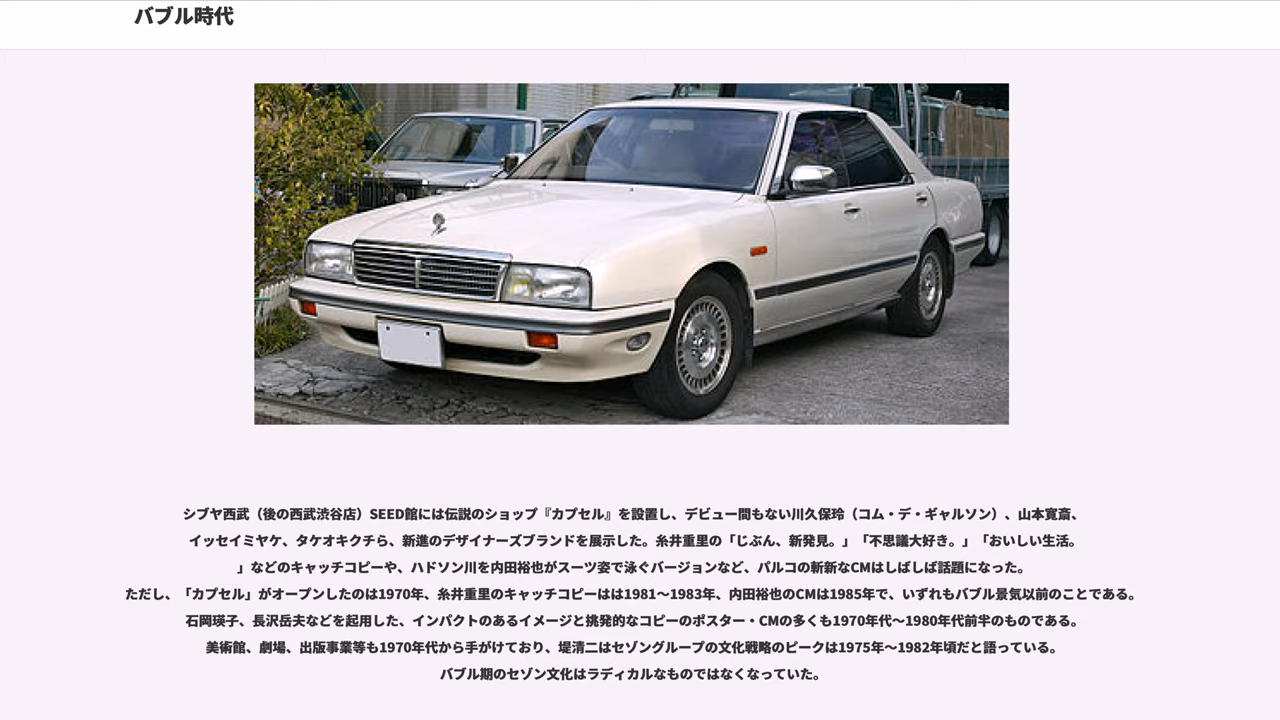 バブル時代
シブヤ西武（後の西武渋谷店）SEED館には伝説のショップ『カプセル』を設置し、デビュー間もない川久保玲（コム・デ・ギャルソン）、山本寛斎、
イッセイミヤケ、タケオキクチら、新進のデザイナーズブランドを展示した。糸井重里の「じぶん、新発見。」「不思議大好き。」「おいしい生活。
」などのキャッチコピーや、ハドソン川を内田裕也がスーツ姿で泳ぐバージョンなど、パルコの斬新なCMはしばしば話題になった。
ただし、「カプセル」がオープンしたのは1970年、糸井重里のキャッチコピーはは1981〜1983年、内田裕也のCMは1985年で、いずれもバブル景気以前のことである。
石岡瑛子、長沢岳夫などを起用した、インパクトのあるイメージと挑発的なコピーのポスター・CMの多くも1970年代〜1980年代前半のものである。
美術館、劇場、出版事業等も1970年代から手がけており、堤清二はセゾングループの文化戦略のピークは1975年〜1982年頃だと語っている。
バブル期のセゾン文化はラディカルなものではなくなっていた。